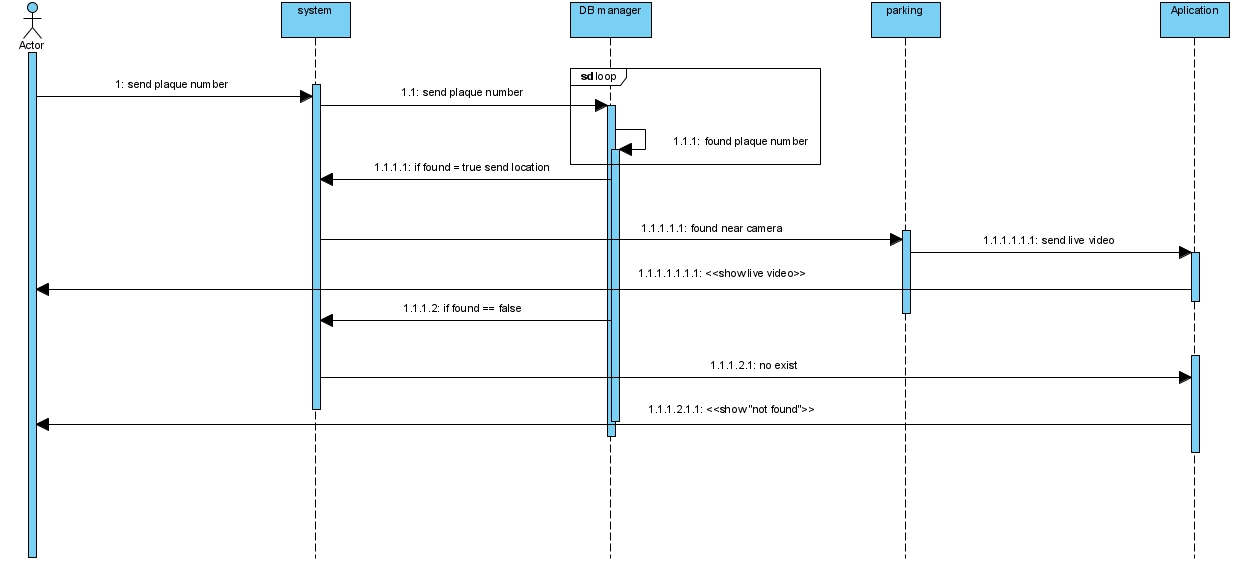 system
DB manager
parking
Aplication
Actor
sd loop
1: send plaque number
1.1: send plaque number
1.1.1: found plaque number
1.1.1.1: if found = true send location
1.1.1.1.1: found near camera
1.1.1.1.1.1: send live video
1.1.1.1.1.1.1: <<show live video>>
1.1.1.2: if found == false
1.1.1.2.1: no exist
1.1.1.2.1.1: <<show "not found">>